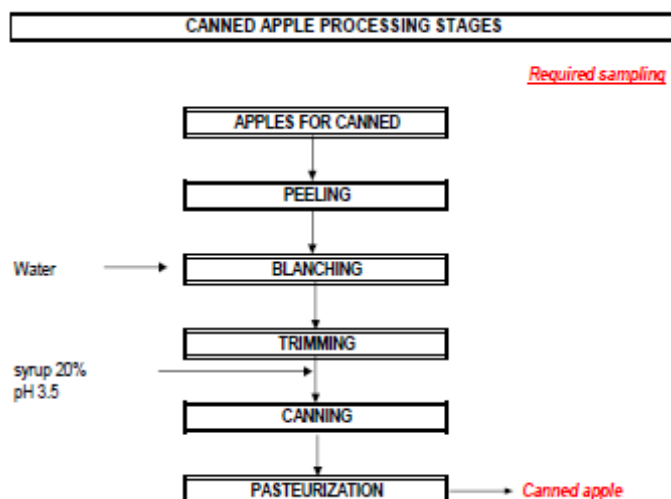 CANNED APPLE PROCESSING STAGES
Required sampling
APPLES FOR CANNED
PEELING
Water
BLANCHING
TRIMMING
syrup 20%
pH 3.5
CANNING
PASTEURIZATION
Canned apple